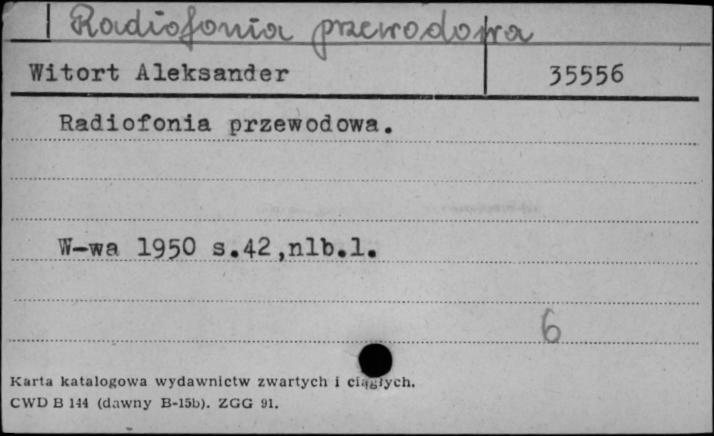 Radiofonia przewodowa
Witort Aleksander 35556
Radiofonia przewodowa.
W-wa 1950 s.42,nlb.1.
6
Karta katalogowa wydawnictw zwartych i ciągłych.
CWD B 144 (dawny B-15b). ZGG 91.